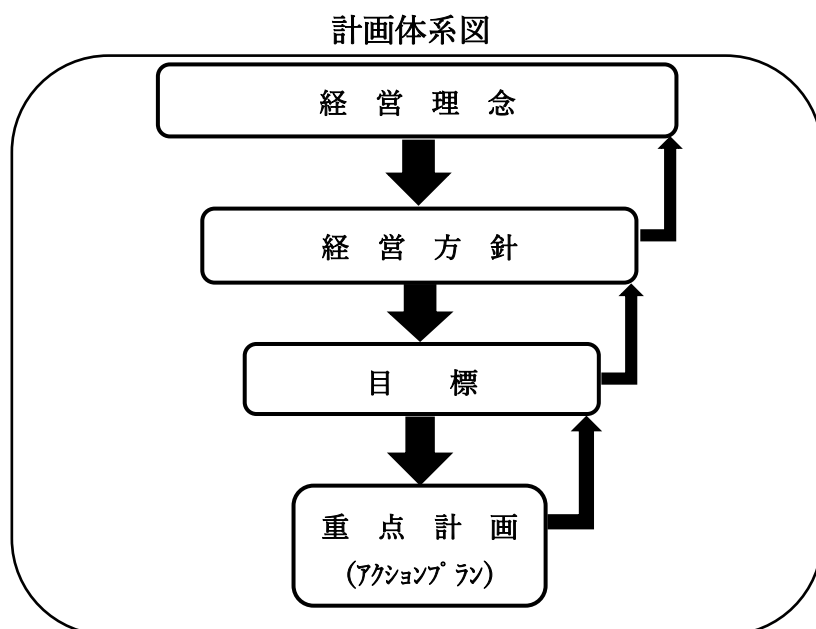 計画体系図
経 営 理 念
経 営 方 針
目 標
重 点 計 画
(ｱｸｼｮﾝﾌﾟﾗﾝ)